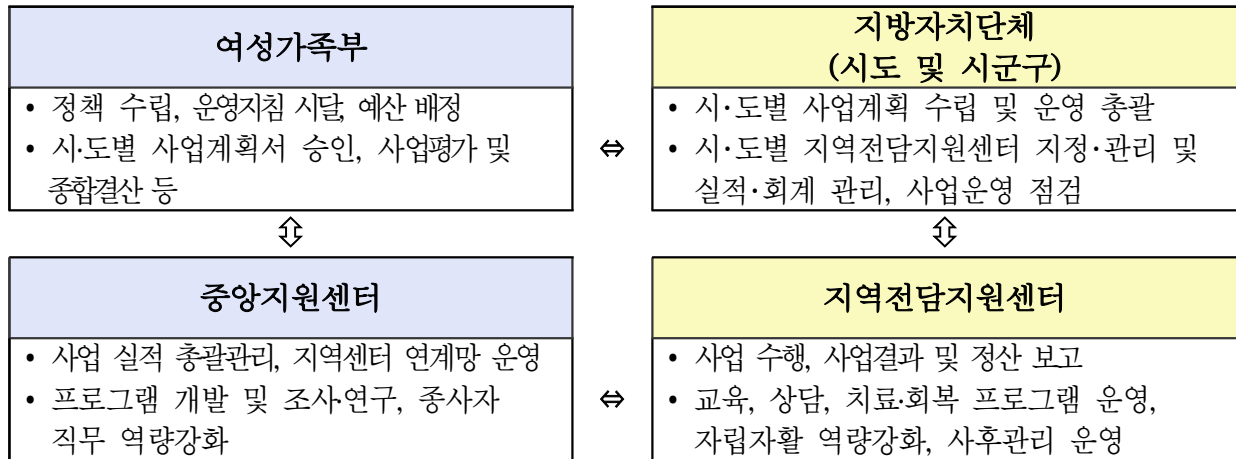 여성가족부
• 정책 수립, 운영지침 시달, 예산 배정
• 시·도별 사업계획서 승인, 사업평가 및
종합결산 등
⇔
지방자치단체
(시도 및 시군구)
• 시·도별 사업계획 수립 및 운영 총괄
• 시·도별 지역전담지원센터 지정·관리 및
실적·회계 관리, 사업운영 점검
⇕
⇕
중앙지원센터
• 사업 실적 총괄관리, 지역센터 연계망 운영
• 프로그램 개발 및 조사·연구, 종사자
직무 역량강화
⇔
지역전담지원센터
• 사업 수행, 사업결과 및 정산 보고
• 교육, 상담, 치료·회복 프로그램 운영,
자립자활 역량강화, 사후관리 운영